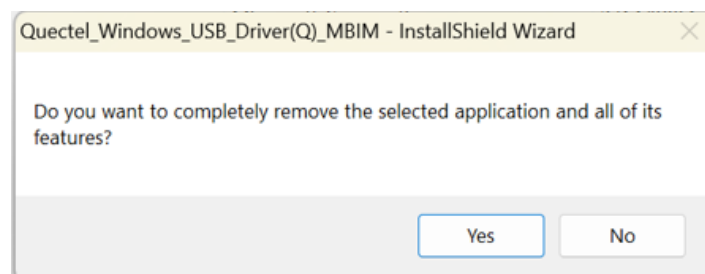 Quectel_Windows_USB_Driver(Q)_MBIM - InstallShield Wizard
Do you want to completely remove the selected application and all of its
features?
Yes
No